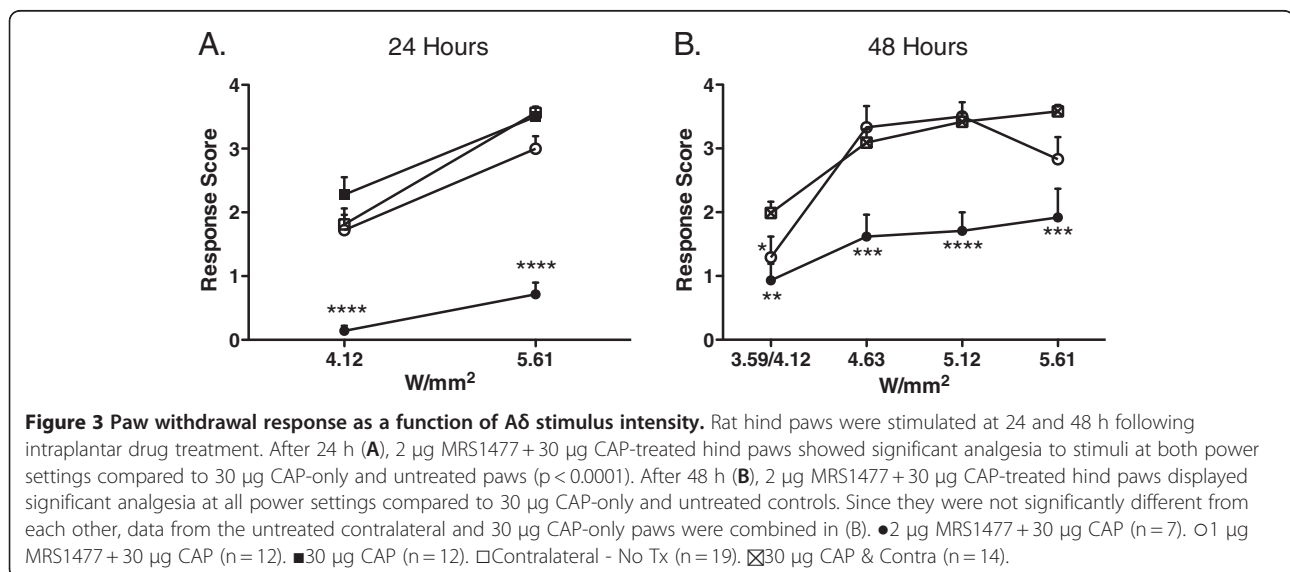 A. 24 Hours
4
3
2
1
0
Response Score
****
****
4.12 5.61
W/mm²
B. 48 Hours
4
3
2
1
0
Response Score
*
**
***
****
***
3.59/4.12 4.63 5.12 5.61
W/mm²
Figure 3 Paw withdrawal response as a function of Aδ stimulus intensity. Rat hind paws were stimulated at 24 and 48 h following
intraplantar drug treatment. After 24 h (A), 2 μg MRS1477 + 30 μg CAP-treated hind paws showed significant analgesia to stimuli at both power
settings compared to 30 μg CAP-only and untreated paws (p < 0.0001). After 48 h (B), 2 μg MRS1477 + 30 μg CAP-treated hind paws displayed
significant analgesia at all power settings compared to 30 μg CAP-only and untreated controls. Since they were not significantly different from
each other, data from the untreated contralateral and 30 μg CAP-only paws were combined in (B). ●2 μg MRS1477 + 30 μg CAP (n = 7). ○1 μg
MRS1477 + 30 μg CAP (n = 12). ■30 μg CAP (n = 12). □Contralateral - No Tx (n = 19). ⊠30 μg CAP & Contra (n = 14).